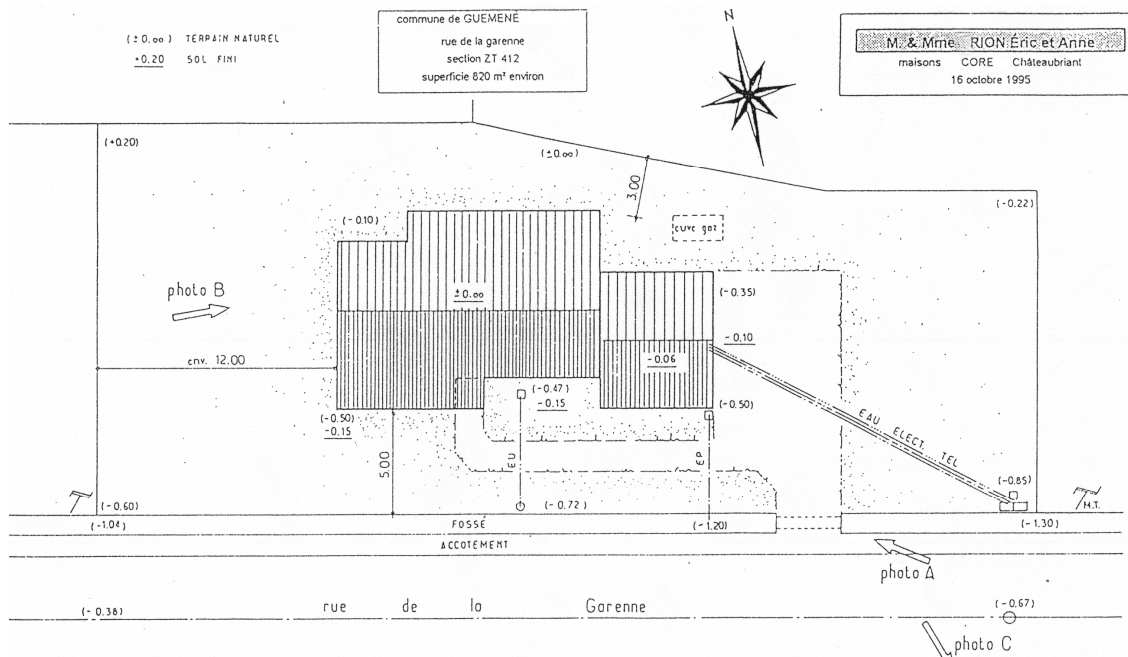 (±0.00) TERRAIN NATUREL
+0.20 SOL FINI
commune de GUEMENE
rue de la garenne
section ZT 412
superficie 820 m² environ
N
M. & Mme RION Éric et Anne
maisons CORE Châteaubriant
16 octobre 1995
(+0.20)
(±0.00)
3.00
(-0.22)
(-0.10)
cuve gaz
photo B
±0.00
(-0.35)
-0.10
env. 12.00
-0.06
(-0.47)
-0.15
(-0.50)
(-0.50)
-0.15
5.00
EU
EP
EAU ELECT. TEL
(-0.85)
(-0.60)
(-0.72)
H.T.
(-1.04)
FOSSÉ
(-1.20)
(-1.30)
ACCOTEMENT
photo A
(-0.38)
rue de la Garenne
(-0.67)
photo C